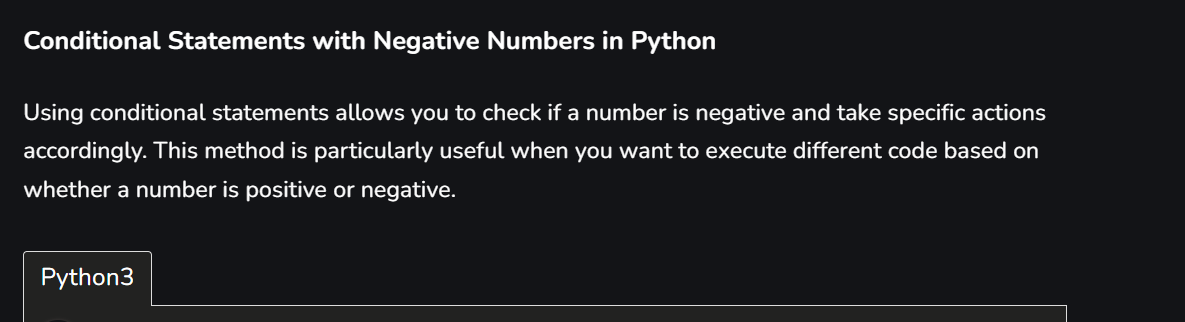 Conditional Statements with Negative Numbers in Python
Using conditional statements allows you to check if a number is negative and take specific actions
accordingly. This method is particularly useful when you want to execute different code based on
whether a number is positive or negative.
Python3